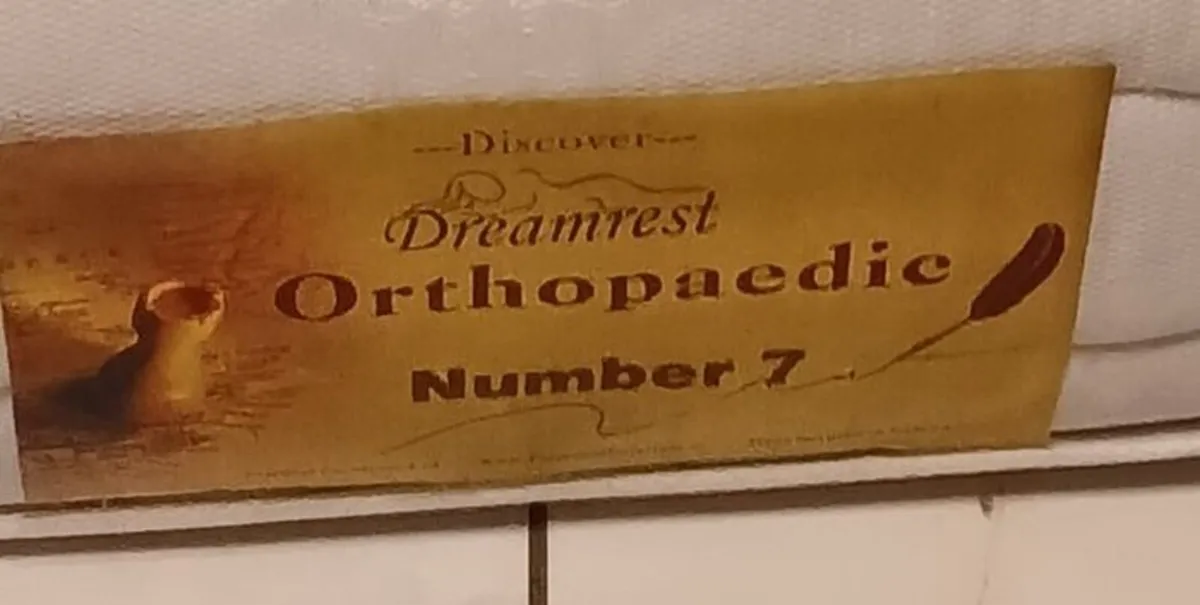 ---Discover---
Dreamrest
Orthopaedic
Number 7